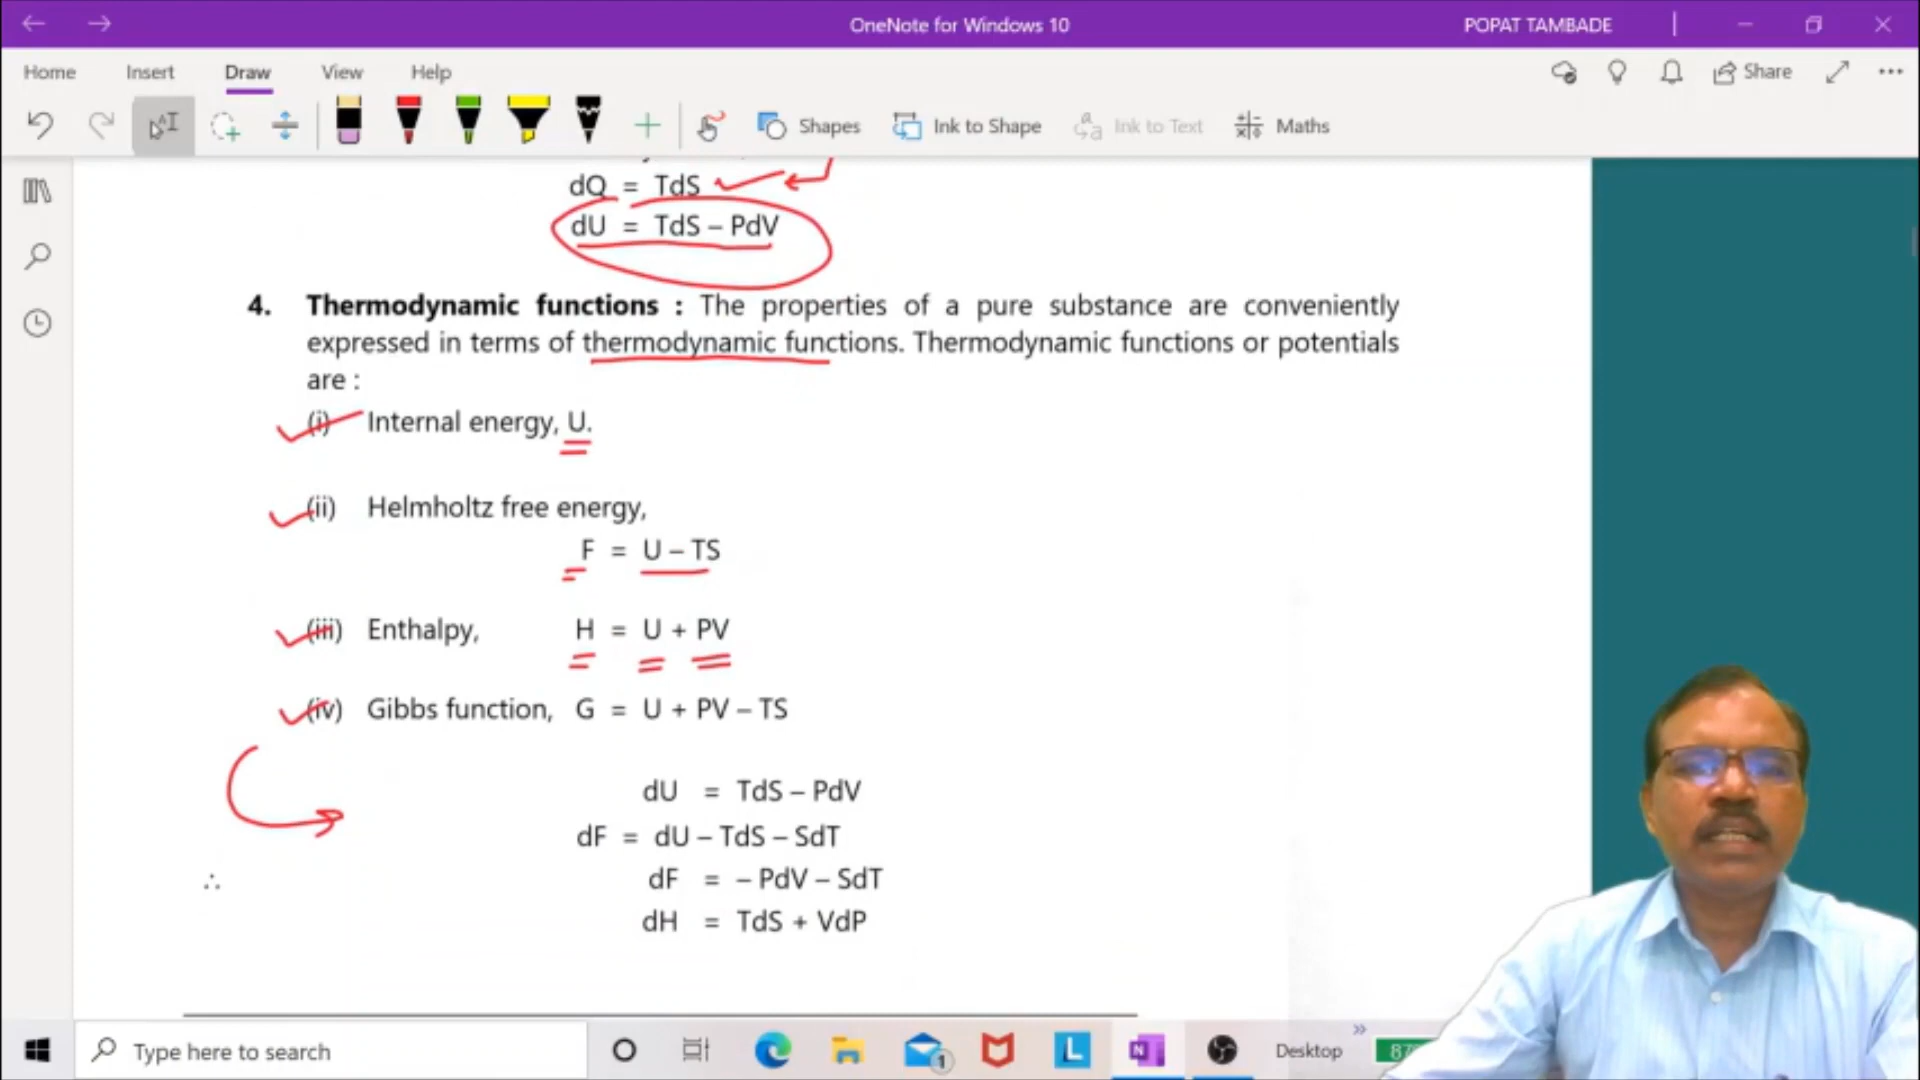 OneNote for Windows 10
POPAT TAMBADE
Home Insert Draw View Help
Share
Shapes
Ink to Shape
Ink to Text
Maths
dQ = TdS
dU = TdS – PdV
4. Thermodynamic functions : The properties of a pure substance are conveniently
expressed in terms of thermodynamic functions. Thermodynamic functions or potentials
are :
(i) Internal energy, U.
(ii) Helmholtz free energy,
F = U – TS
(iii) Enthalpy, H = U + PV
(iv) Gibbs function, G = U + PV – TS
dU = TdS – PdV
dF = dU – TdS – SdT
∴ dF = – PdV – SdT
dH = TdS + VdP
Type here to search
1
L
N
Desktop